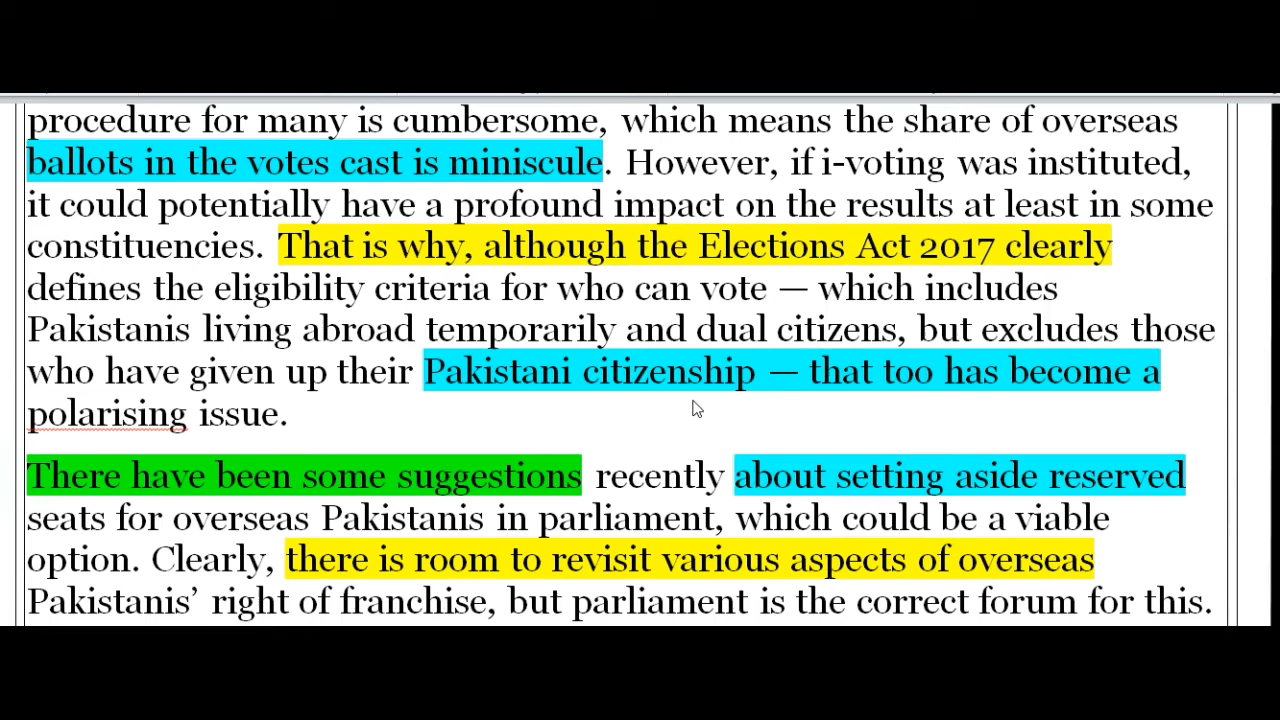 procedure for many is cumbersome, which means the share of overseas
ballots in the votes cast is miniscule. However, if i-voting was instituted,
it could potentially have a profound impact on the results at least in some
constituencies. That is why, although the Elections Act 2017 clearly
defines the eligibility criteria for who can vote — which includes
Pakistanis living abroad temporarily and dual citizens, but excludes those
who have given up their Pakistani citizenship — that too has become a
polarising issue.
There have been some suggestions recently about setting aside reserved
seats for overseas Pakistanis in parliament, which could be a viable
option. Clearly, there is room to revisit various aspects of overseas
Pakistanis’ right of franchise, but parliament is the correct forum for this.